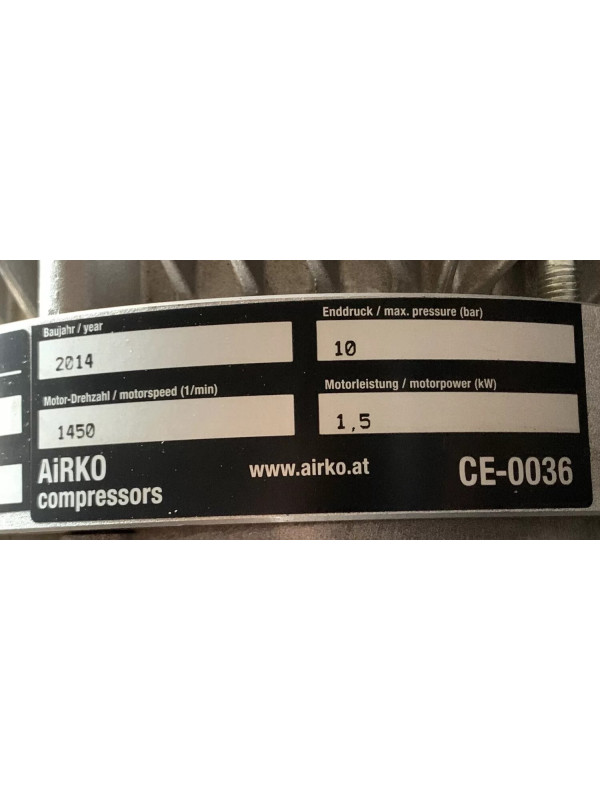 Baujahr / year
2014
Enddruck / max. pressure (bar)
10
Motor-Drehzahl / motorspeed (1/min)
1450
Motorleistung / motorpower (kW)
1,5
AiRKO
compressors
www.airko.at
CE-0036